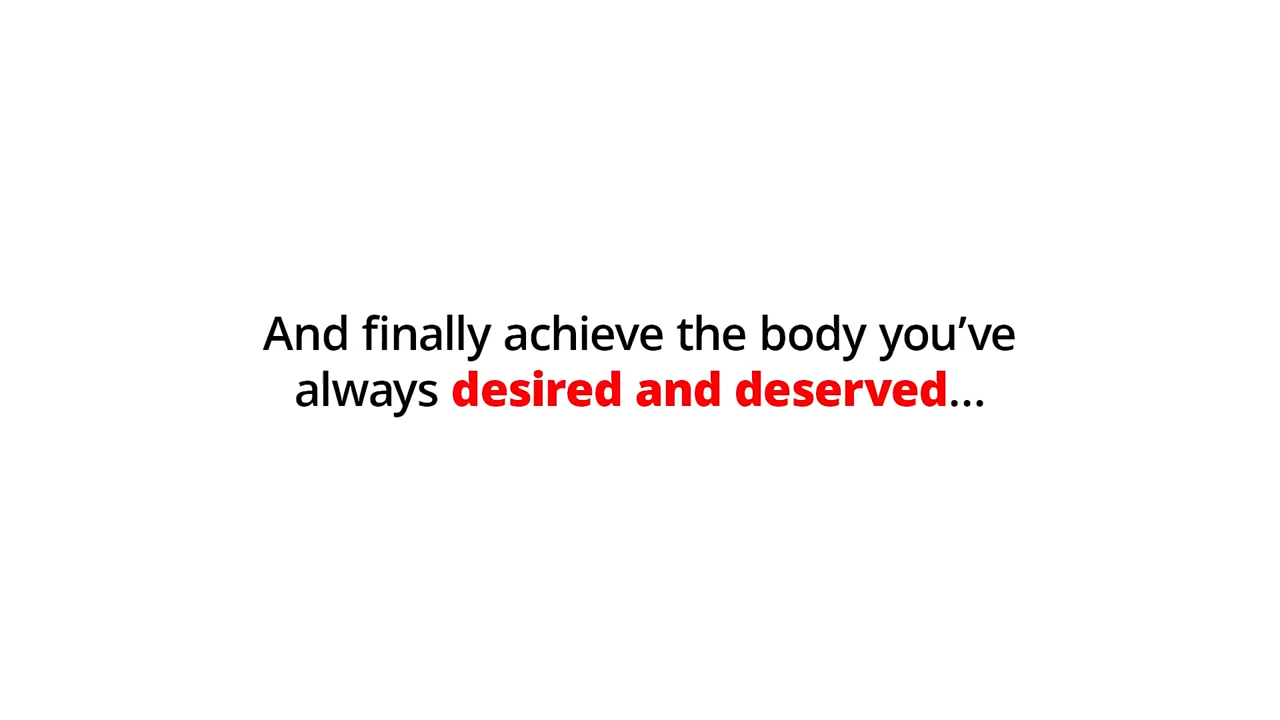 And finally achieve the body you’ve
always desired and deserved...